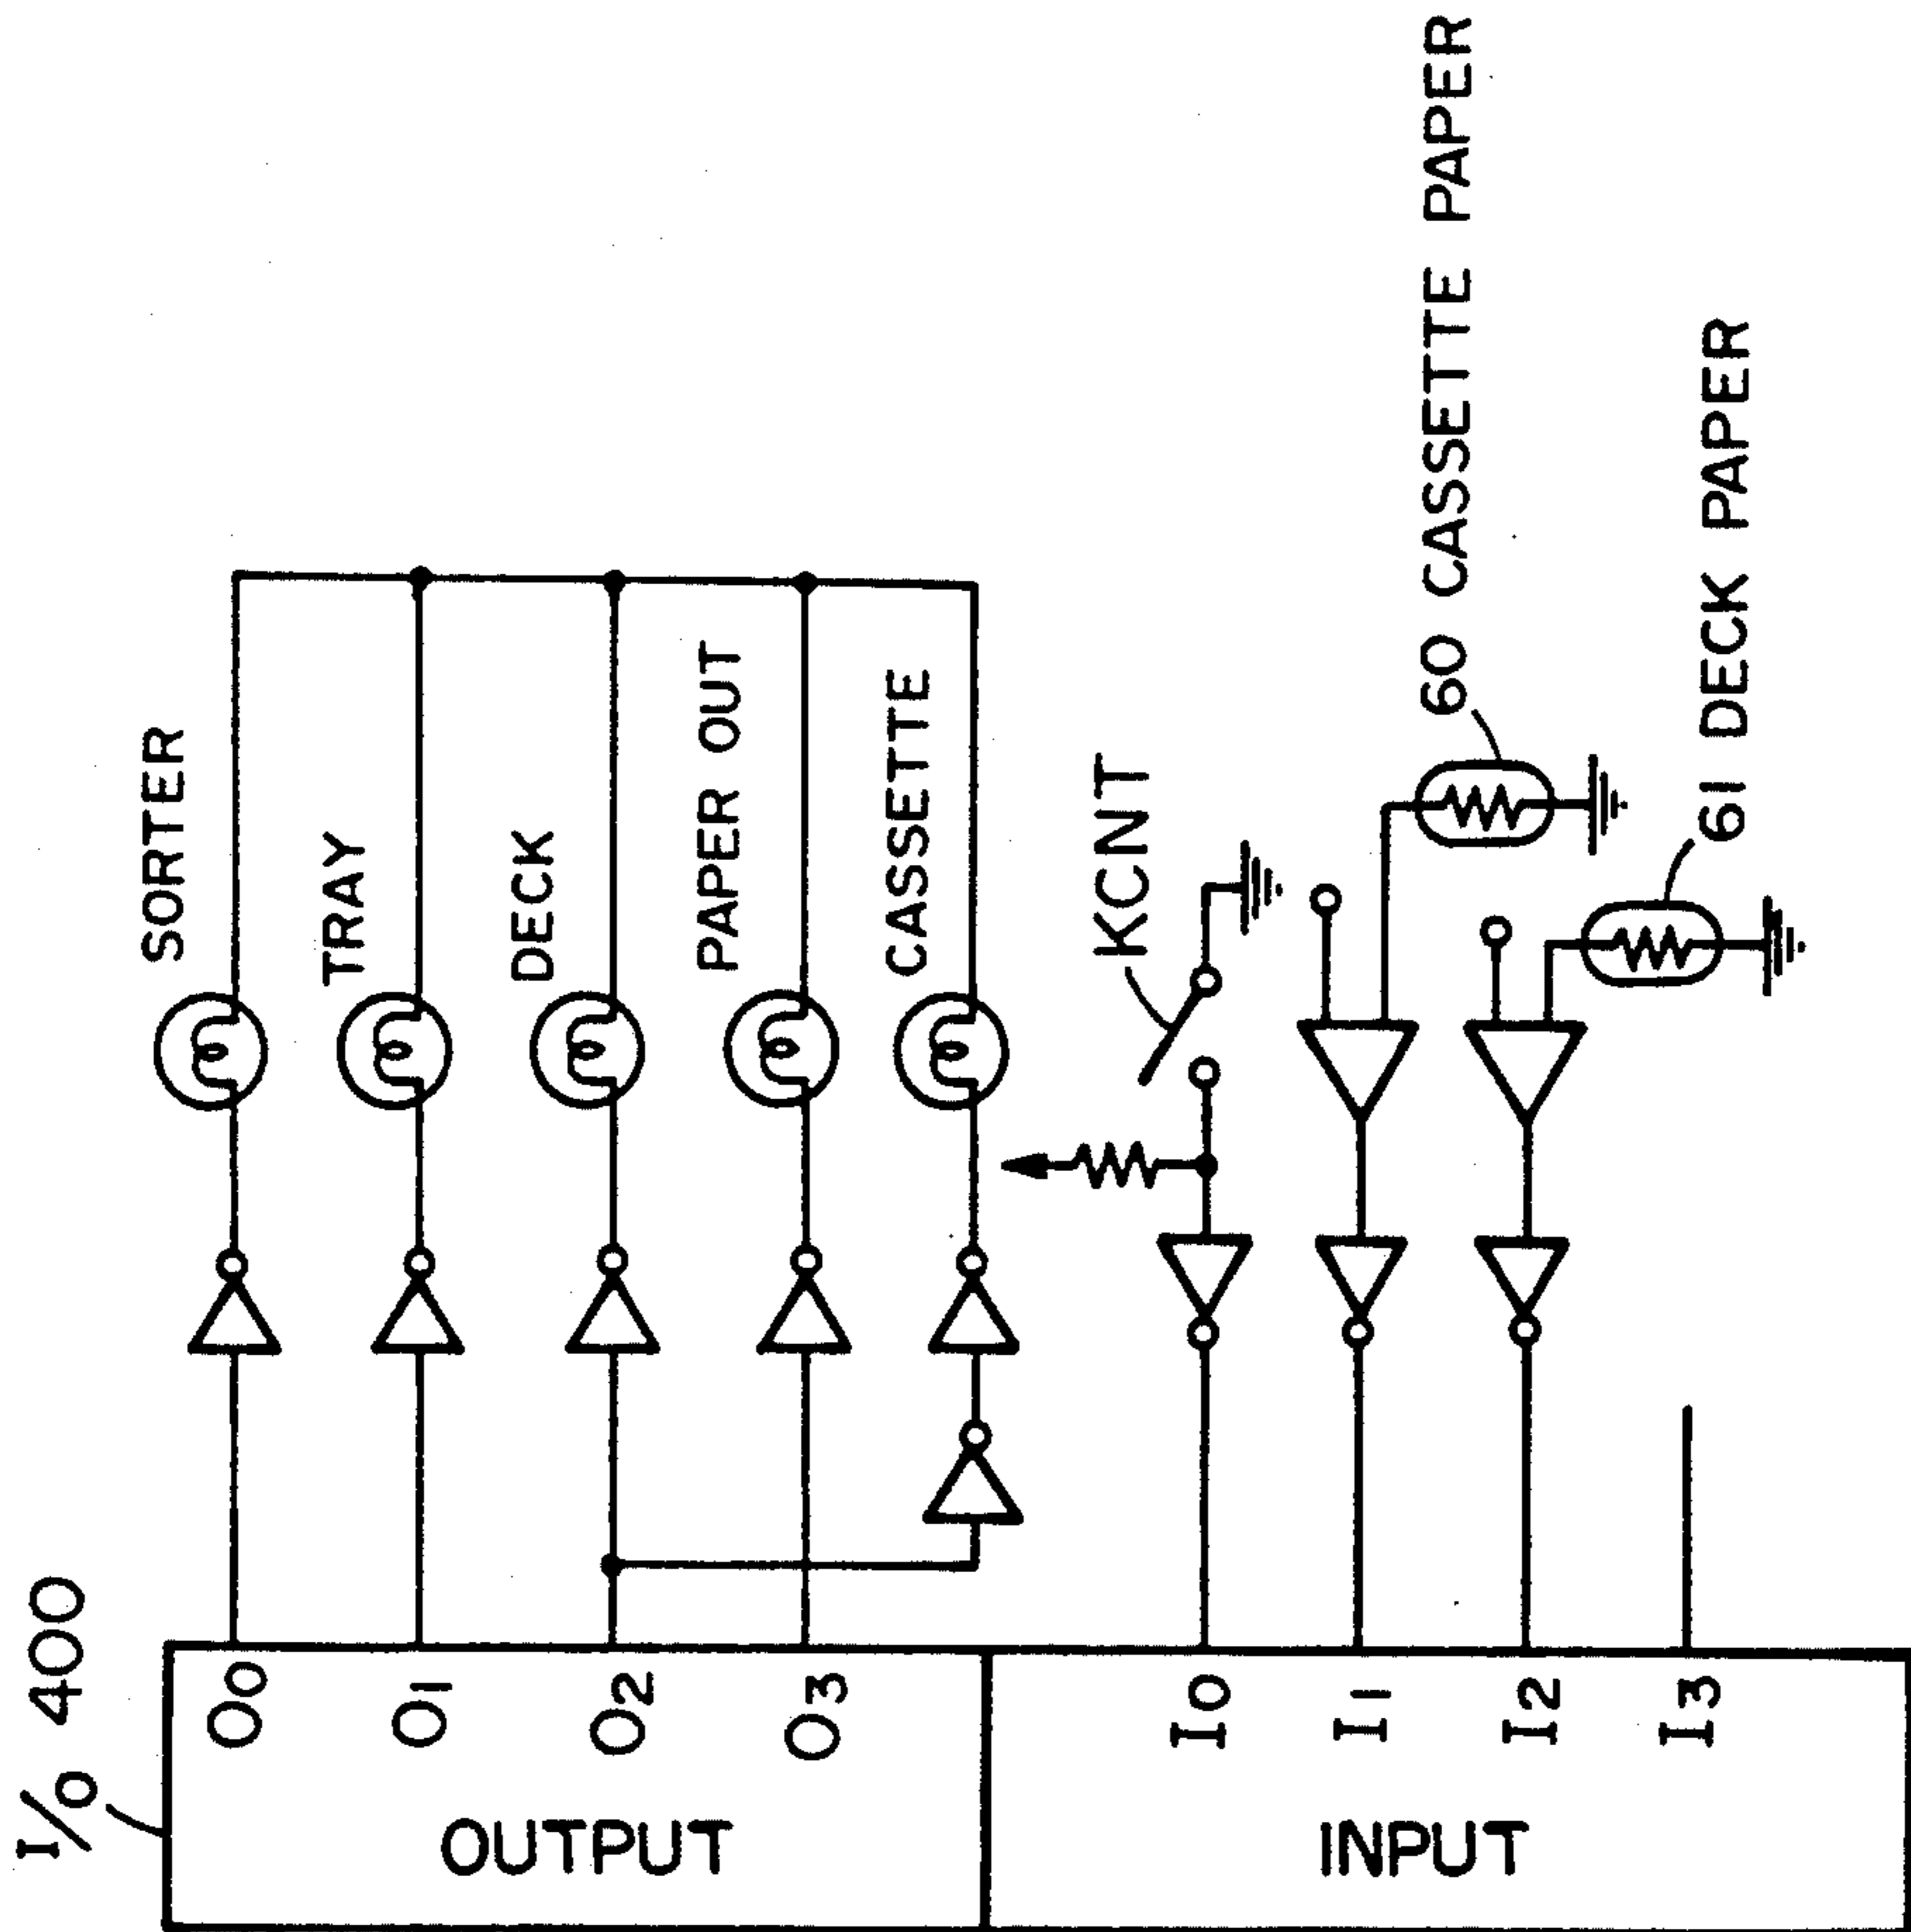 I/O 400
OUTPUT
O0
O1
O2
O3
SORTER
TRAY
DECK
PAPER OUT
CASSETTE
INPUT
I0
I1
I2
I3
KCNT
60 CASSETTE PAPER
61 DECK PAPER